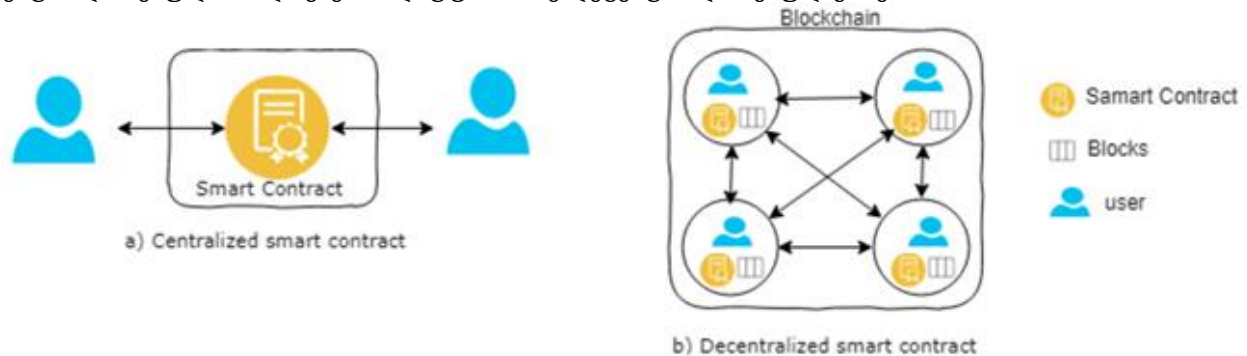 Smart Contract
a) Centralized smart contract
Blockchain
Samart Contract
Blocks
user
b) Decentralized smart contract